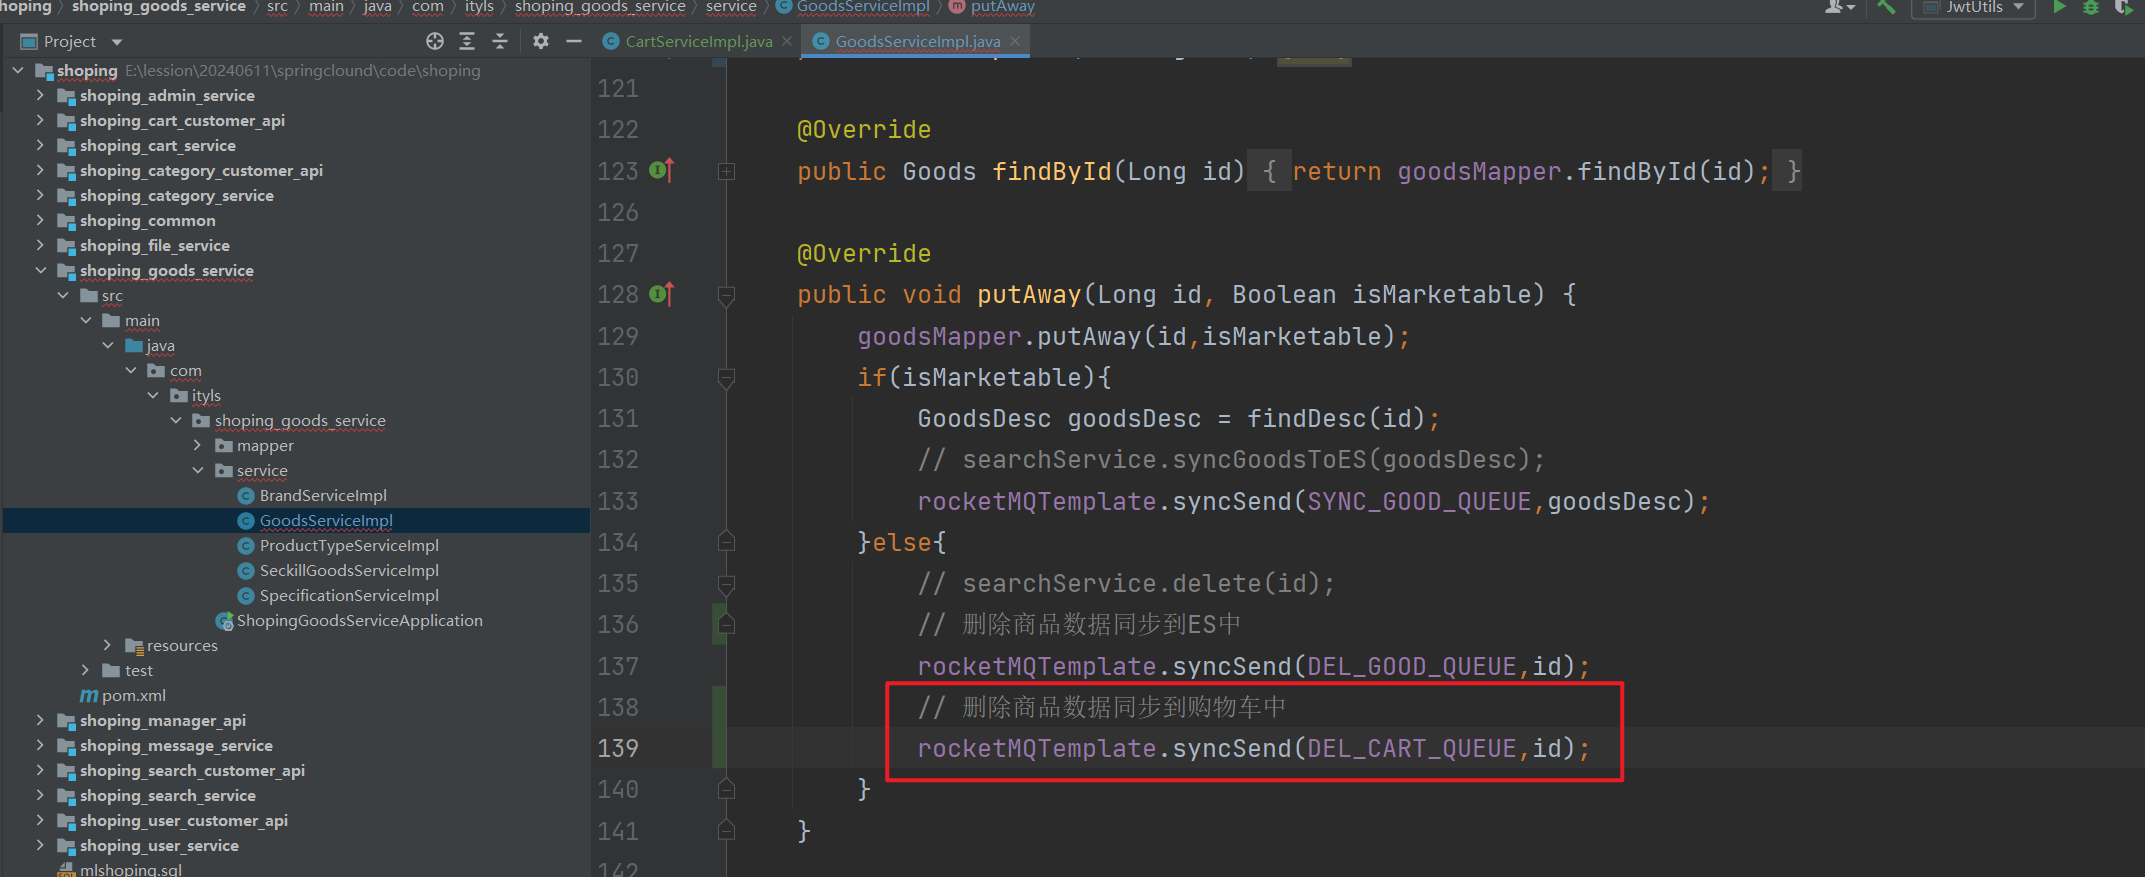 hoping › shoping_goods_service › src › main › java › com › ityls › shoping_goods_service › service › GoodsServiceImpl › putAway
JwtUtils
Project
CartServiceImpl.java
GoodsServiceImpl.java
shoping E:\lession\20240611\springclound\code\shoping
shoping_admin_service
shoping_cart_customer_api
shoping_cart_service
shoping_category_customer_api
shoping_category_service
shoping_common
shoping_file_service
shoping_goods_service
src
main
java
com
ityls
shoping_goods_service
mapper
service
BrandServiceImpl
GoodsServiceImpl
ProductTypeServiceImpl
SeckillGoodsServiceImpl
SpecificationServiceImpl
ShopingGoodsServiceApplication
resources
test
pom.xml
shoping_manager_api
shoping_message_service
shoping_search_customer_api
shoping_search_service
shoping_user_customer_api
shoping_user_service
mlshoping.sql
121
122 @Override
123 public Goods findById(Long id) { return goodsMapper.findById(id); }
126
127 @Override
128 public void putAway(Long id, Boolean isMarketable) {
129 goodsMapper.putAway(id,isMarketable);
130 if(isMarketable){
131 GoodsDesc goodsDesc = findDesc(id);
132 // searchService.syncGoodsToES(goodsDesc);
133 rocketMQTemplate.syncSend(SYNC_GOOD_QUEUE,goodsDesc);
134 }else{
135 // searchService.delete(id);
136 // 删除商品数据同步到ES中
137 rocketMQTemplate.syncSend(DEL_GOOD_QUEUE,id);
138 // 删除商品数据同步到购物车中
139 rocketMQTemplate.syncSend(DEL_CART_QUEUE,id);
140 }
141 }
142